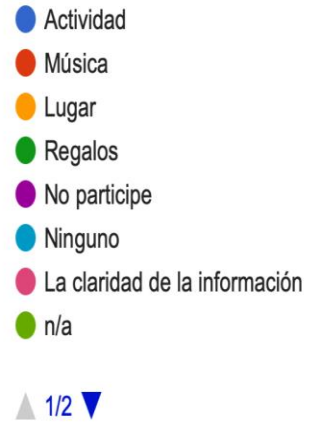 Actividad
Música
Lugar
Regalos
No participe
Ninguno
La claridad de la información
n/a
1/2